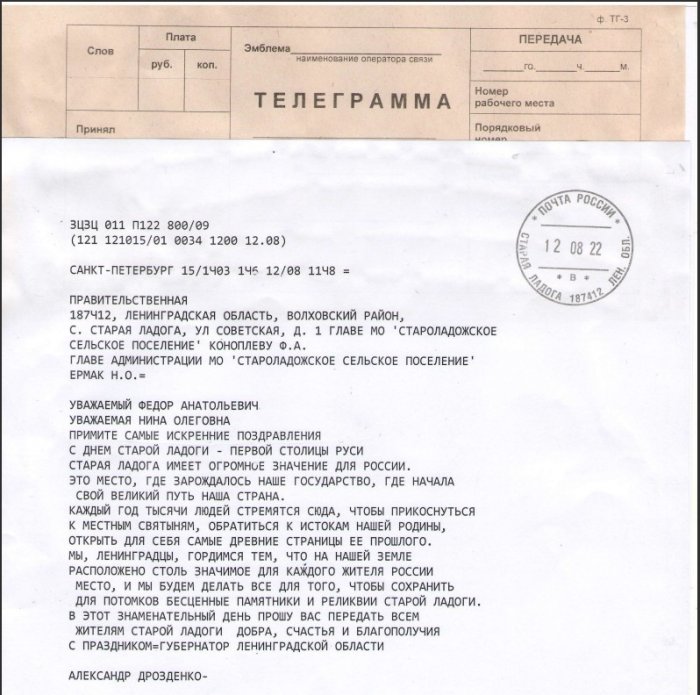 ф. ТГ-3
Слов
Плата
руб.
коп.
Эмблема
наименование оператора связи
ТЕЛЕГРАММА
ПЕРЕДАЧА
го. ч. м.
Номер
рабочего места
Принял
Порядковый
номер
ПОЧТА РОССИИ
12 08 22
* В *
СТАРАЯ ЛАДОГА 187412 ЛЕН. ОБЛ.
ЗЦЗЦ 011 П122 800/09
(121 121015/01 0034 1200 12.08)
САНКТ-ПЕТЕРБУРГ 15/1Ч03 1Ч6 12/08 11Ч8 =
ПРАВИТЕЛЬСТВЕННАЯ
187Ч12, ЛЕНИНГРАДСКАЯ ОБЛАСТЬ, ВОЛХОВСКИЙ РАЙОН,
С. СТАРАЯ ЛАДОГА, УЛ СОВЕТСКАЯ, Д. 1 ГЛАВЕ МО 'СТАРОЛАДОЖСКОЕ
СЕЛЬСКОЕ ПОСЕЛЕНИЕ' КОНОПЛЕВУ Ф.А.
ГЛАВЕ АДМИНИСТРАЦИИ МО 'СТАРОЛАДОЖСКОЕ СЕЛЬСКОЕ ПОСЕЛЕНИЕ'
ЕРМАК Н.О.=
УВАЖАЕМЫЙ ФЕДОР АНАТОЛЬЕВИЧ
УВАЖАЕМАЯ НИНА ОЛЕГОВНА
ПРИМИТЕ САМЫЕ ИСКРЕННИЕ ПОЗДРАВЛЕНИЯ
С ДНЕМ СТАРОЙ ЛАДОГИ - ПЕРВОЙ СТОЛИЦЫ РУСИ
СТАРАЯ ЛАДОГА ИМЕЕТ ОГРОМНОЕ ЗНАЧЕНИЕ ДЛЯ РОССИИ.
ЭТО МЕСТО, ГДЕ ЗАРОЖДАЛОСЬ НАШЕ ГОСУДАРСТВО, ГДЕ НАЧАЛА
СВОЙ ВЕЛИКИЙ ПУТЬ НАША СТРАНА.
КАЖДЫЙ ГОД ТЫСЯЧИ ЛЮДЕЙ СТРЕМЯТСЯ СЮДА, ЧТОБЫ ПРИКОСНУТЬСЯ
К МЕСТНЫМ СВЯТЫНЯМ, ОБРАТИТЬСЯ К ИСТОКАМ НАШЕЙ РОДИНЫ,
ОТКРЫТЬ ДЛЯ СЕБЯ САМЫЕ ДРЕВНИЕ СТРАНИЦЫ ЕЕ ПРОШЛОГО.
МЫ, ЛЕНИНГРАДЦЫ, ГОРДИМСЯ ТЕМ, ЧТО НА НАШЕЙ ЗЕМЛЕ
РАСПОЛОЖЕНО СТОЛЬ ЗНАЧИМОЕ ДЛЯ КАЖДОГО ЖИТЕЛЯ РОССИИ
МЕСТО, И МЫ БУДЕМ ДЕЛАТЬ ВСЕ ДЛЯ ТОГО, ЧТОБЫ СОХРАНИТЬ
ДЛЯ ПОТОМКОВ БЕСЦЕННЫЕ ПАМЯТНИКИ И РЕЛИКВИИ СТАРОЙ ЛАДОГИ.
В ЭТОТ ЗНАМЕНАТЕЛЬНЫЙ ДЕНЬ ПРОШУ ВАС ПЕРЕДАТЬ ВСЕМ
ЖИТЕЛЯМ СТАРОЙ ЛАДОГИ ДОБРА, СЧАСТЬЯ И БЛАГОПОЛУЧИЯ
С ПРАЗДНИКОМ=ГУБЕРНАТОР ЛЕНИНГРАДСКОЙ ОБЛАСТИ
АЛЕКСАНДР ДРОЗДЕНКО-